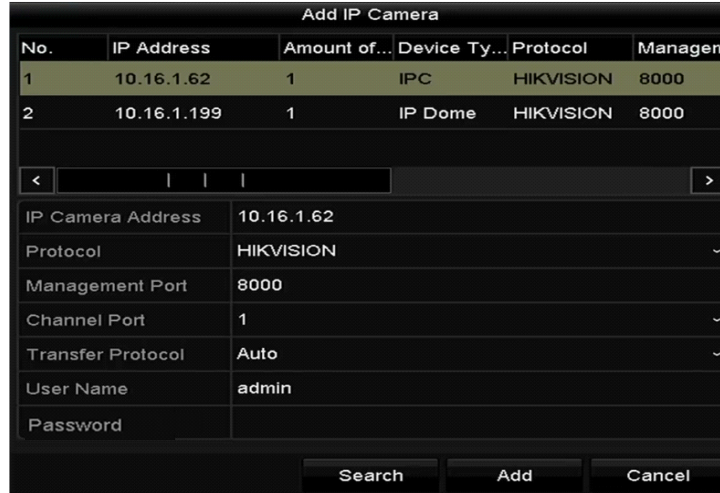 Add IP Camera
No. IP Address Amount of... Device Ty... Protocol Managen
1 10.16.1.62 1 IPC HIKVISION 8000
2 10.16.1.199 1 IP Dome HIKVISION 8000
IP Camera Address 10.16.1.62
Protocol HIKVISION
Management Port 8000
Channel Port 1
Transfer Protocol Auto
User Name admin
Password
Search Add Cancel